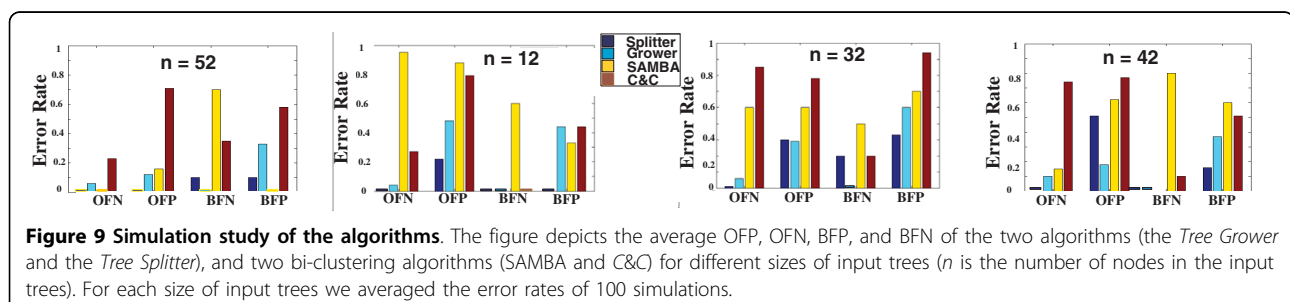 n = 52
1
0.8
0.6
0.4
0.2
0
Error Rate
OFN OFP BFN BFP
n = 12
1
0.8
0.6
0.4
0.2
0
Error Rate
OFN OFP BFN BFP
Splitter
Grower
SAMBA
C&C
n = 32
1
0.8
0.6
0.4
0.2
0
Error Rate
OFN OFP BFN BFP
n = 42
1
0.8
0.6
0.4
0.2
0
Error Rate
OFN OFP BFN BFP
Figure 9 Simulation study of the algorithms. The figure depicts the average OFP, OFN, BFP, and BFN of the two algorithms (the Tree Grower
and the Tree Splitter), and two bi-clustering algorithms (SAMBA and C&C) for different sizes of input trees (n is the number of nodes in the input
trees). For each size of input trees we averaged the error rates of 100 simulations.